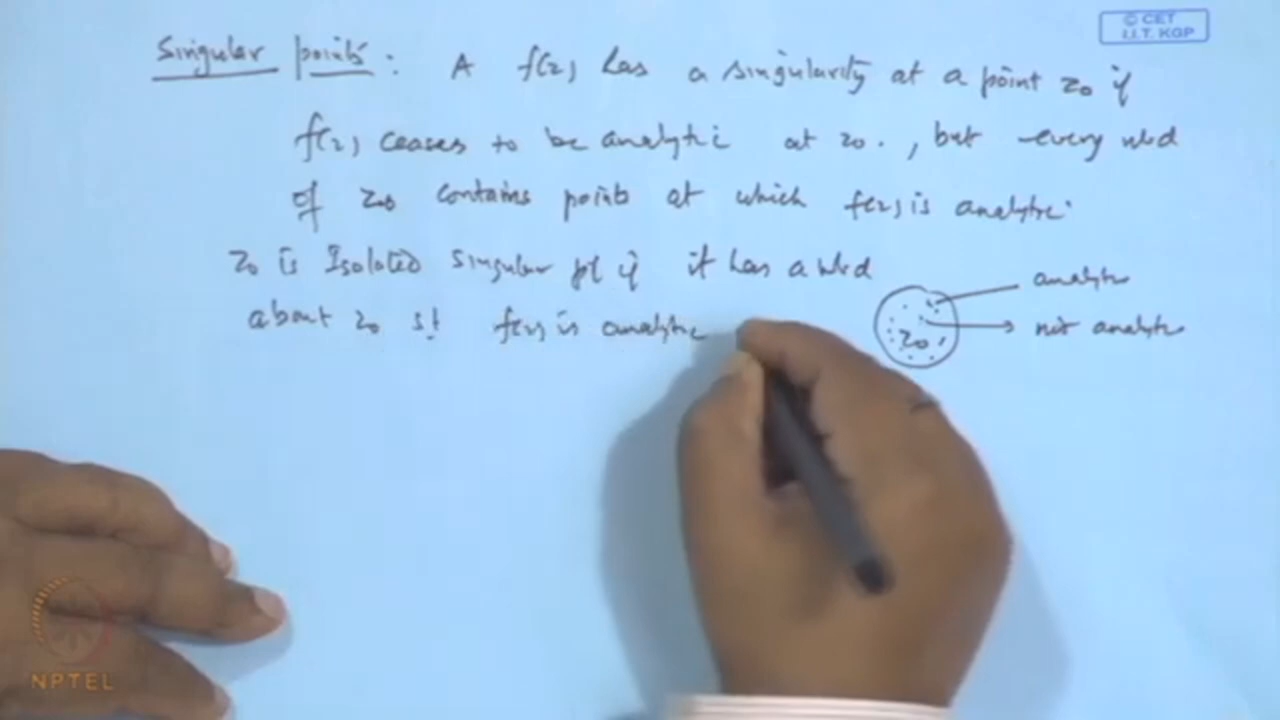 © CET
I.I.T. KGP
Singular points : A f(z) has a singularity at a point z0 if
f(z) ceases to be analytic at z0 . , but every nbd
of z0 contains points at which f(z) is analytic.
z0 is Isolated singular pt if it has a nbd
about z0 s.t f(z) is analytic
analytic
not analytic
z0
NPTEL